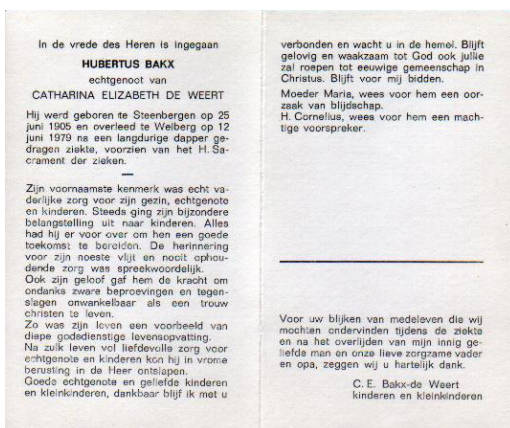 In de vrede des Heren is ingegaan
HUBERTUS BAKX
echtgenoot van
CATHARINA ELIZABETH DE WEERT
Hij werd geboren te Steenbergen op 25
juni 1905 en overleed te Welberg op 12
juni 1979 na een langdurige dapper ge-
dragen ziekte, voorzien van het H. Sa-
crament der zieken.
Zijn voornaamste kenmerk was echt va-
derlijke zorg voor zijn gezin, echtgenote
en kinderen. Steeds ging zijn bijzondere
belangstelling uit naar kinderen. Alles
had hij er voor over om hen een goede
toekomst te bereiden. De herinnering
voor zijn noeste vlijt en nooit ophou-
dende zorg was spreekwoordelijk.
Ook zijn geloof gaf hem de kracht om
ondanks zware beproevingen en tegen-
slagen onwankelbaar als een trouw
christen te leven.
Zo was zijn leven een voorbeeld van
diepe godsdienstige levensopvatting.
Na zulk leven vol liefdevolle zorg voor
echtgenote en kinderen kon hij in vrome
berusting in de Heer ontslapen.
Goede echtgenote en geliefde kinderen
en kleinkinderen, dankbaar blijf ik met u
verbonden en wacht u in de hemel. Blijft
gelovig en waakzaam tot God ook jullie
zal roepen tot eeuwige gemeenschap in
Christus. Blijft voor mij bidden.
Moeder Maria, wees voor hem een oor-
zaak van blijdschap.
H. Cornelius, wees voor hem een mach-
tige voorspreker.
Voor uw blijken van medeleven die wij
mochten ondervinden tijdens de ziekte
en na het overlijden van mijn innig ge-
liefde man en onze lieve zorgzame vader
en opa, zeggen wij u hartelijk dank.
C. E. Bakx-de Weert
kinderen en kleinkinderen